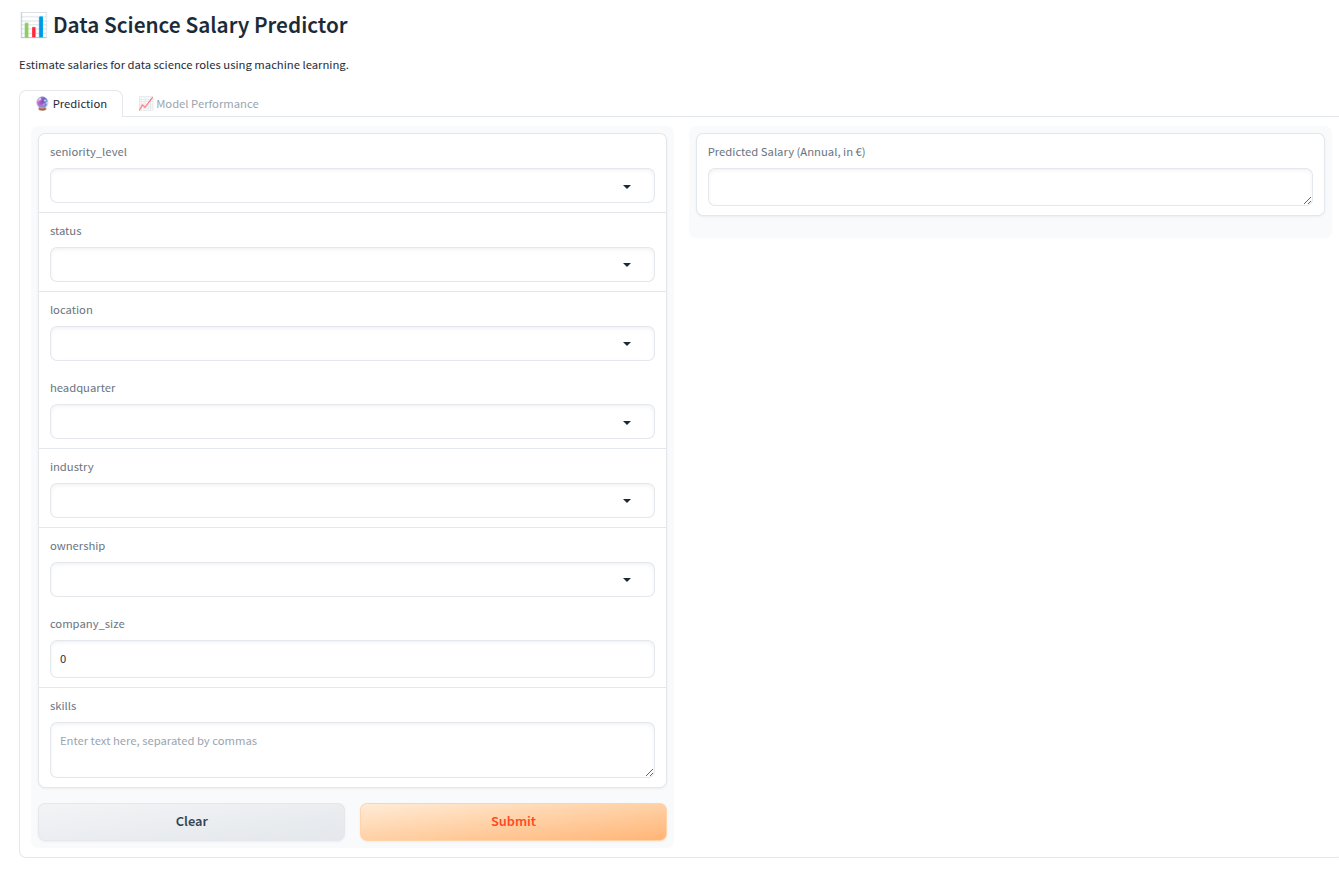 📊 Data Science Salary Predictor
Estimate salaries for data science roles using machine learning.
🔮 Prediction
📈 Model Performance
seniority_level
status
location
headquarter
industry
ownership
company_size
0
skills
Enter text here, separated by commas
Clear
Submit
Predicted Salary (Annual, in €)